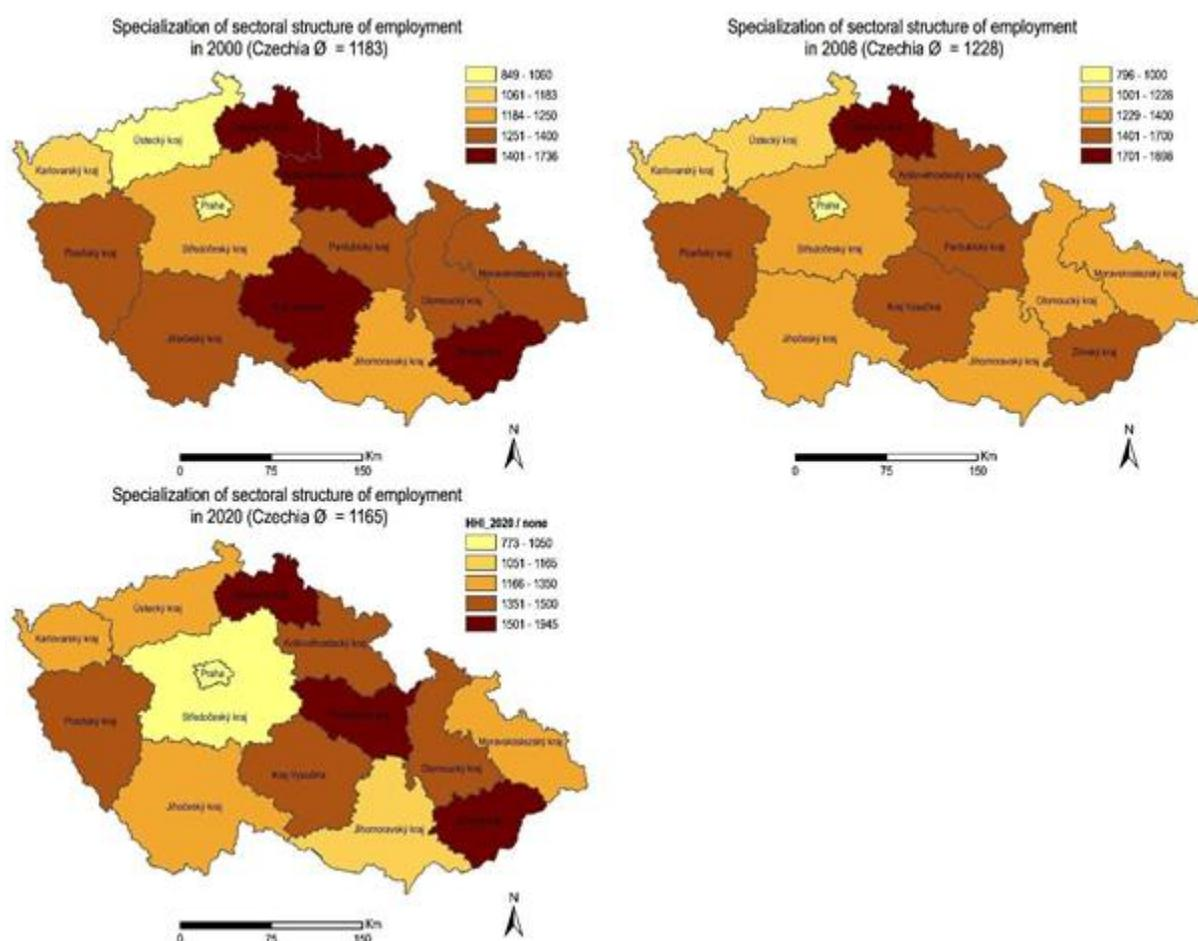 Specialization of sectoral structure of employment
in 2000 (Czechia Ø = 1183)
849 - 1060
1061 - 1183
1184 - 1250
1251 - 1400
1401 - 1736
Ústecký kraj
Karlovarský kraj
Praha
Středočeský kraj
Plzeňský kraj
Pardubický kraj
Moravskoslezský kraj
Olomoucký kraj
Jihočeský kraj
Jihomoravský kraj
N
Km
0 75 150
Specialization of sectoral structure of employment
in 2008 (Czechia Ø = 1228)
796 - 1000
1001 - 1228
1229 - 1400
1401 - 1700
Ústecký kraj
Karlovarský kraj
Královéhradecký kraj
Praha
Středočeský kraj
Plzeňský kraj
Pardubický kraj
Moravskoslezský kraj
Olomoucký kraj
Kraj Vysočina
Jihočeský kraj
Jihomoravský kraj
Zlínský kraj
N
Km
0 75 150
Specialization of sectoral structure of employment
in 2020 (Czechia Ø = 1165)
HHI_2020 / none
773 - 1050
1051 - 1165
1166 - 1350
1351 - 1500
1501 - 1945
Ústecký kraj
Karlovarský kraj
Královéhradecký kraj
Praha
Středočeský kraj
Plzeňský kraj
Moravskoslezský kraj
Olomoucký kraj
Kraj Vysočina
Jihočeský kraj
Jihomoravský kraj
N
Km
0 75 150